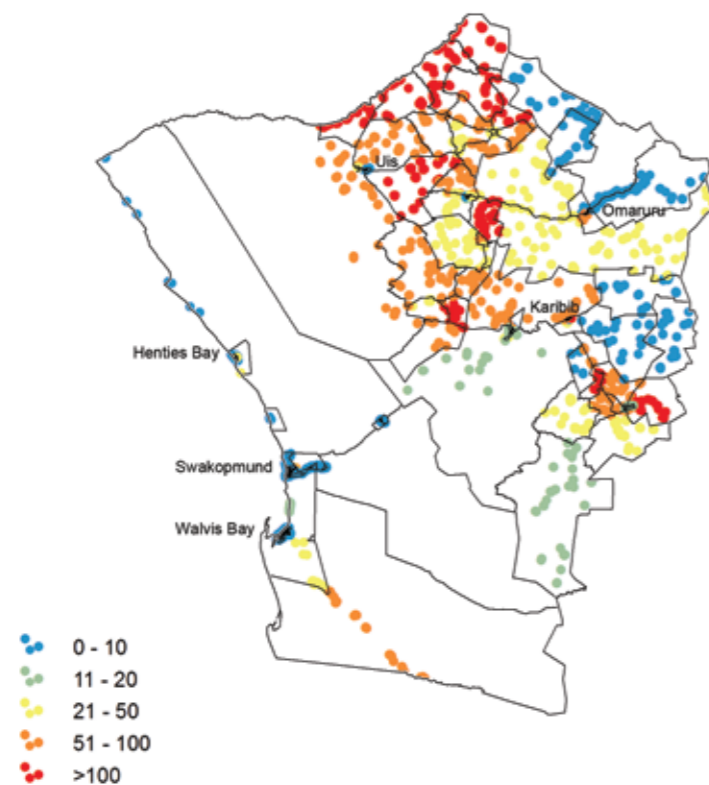 Uis
Omaruru
Karibib
Henties Bay
Swakopmund
Walvis Bay
0 - 10
11 - 20
21 - 50
51 - 100
>100